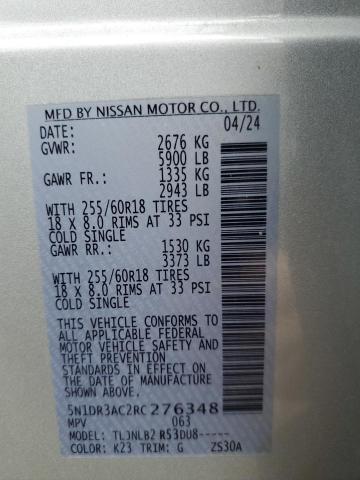 MFD BY NISSAN MOTOR CO., LTD.
DATE: 04/24
GVWR: 2676 KG
5900 LB
GAWR FR.: 1335 KG
2943 LB
WITH 255/60R18 TIRES
18 X 8.0 RIMS AT 33 PSI
COLD SINGLE
GAWR RR.: 1530 KG
3373 LB
WITH 255/60R18 TIRES
18 X 8.0 RIMS AT 33 PSI
COLD SINGLE
THIS VEHICLE CONFORMS TO
ALL APPLICABLE FEDERAL
MOTOR VEHICLE SAFETY AND
THEFT PREVENTION
STANDARDS IN EFFECT ON
THE DATE OF MANUFACTURE
SHOWN ABOVE.
5N1DR3AC2RC276348
MPV 063
MODEL: TLJNLB2 R53DU8-----
COLOR: K23 TRIM: G ZS30A